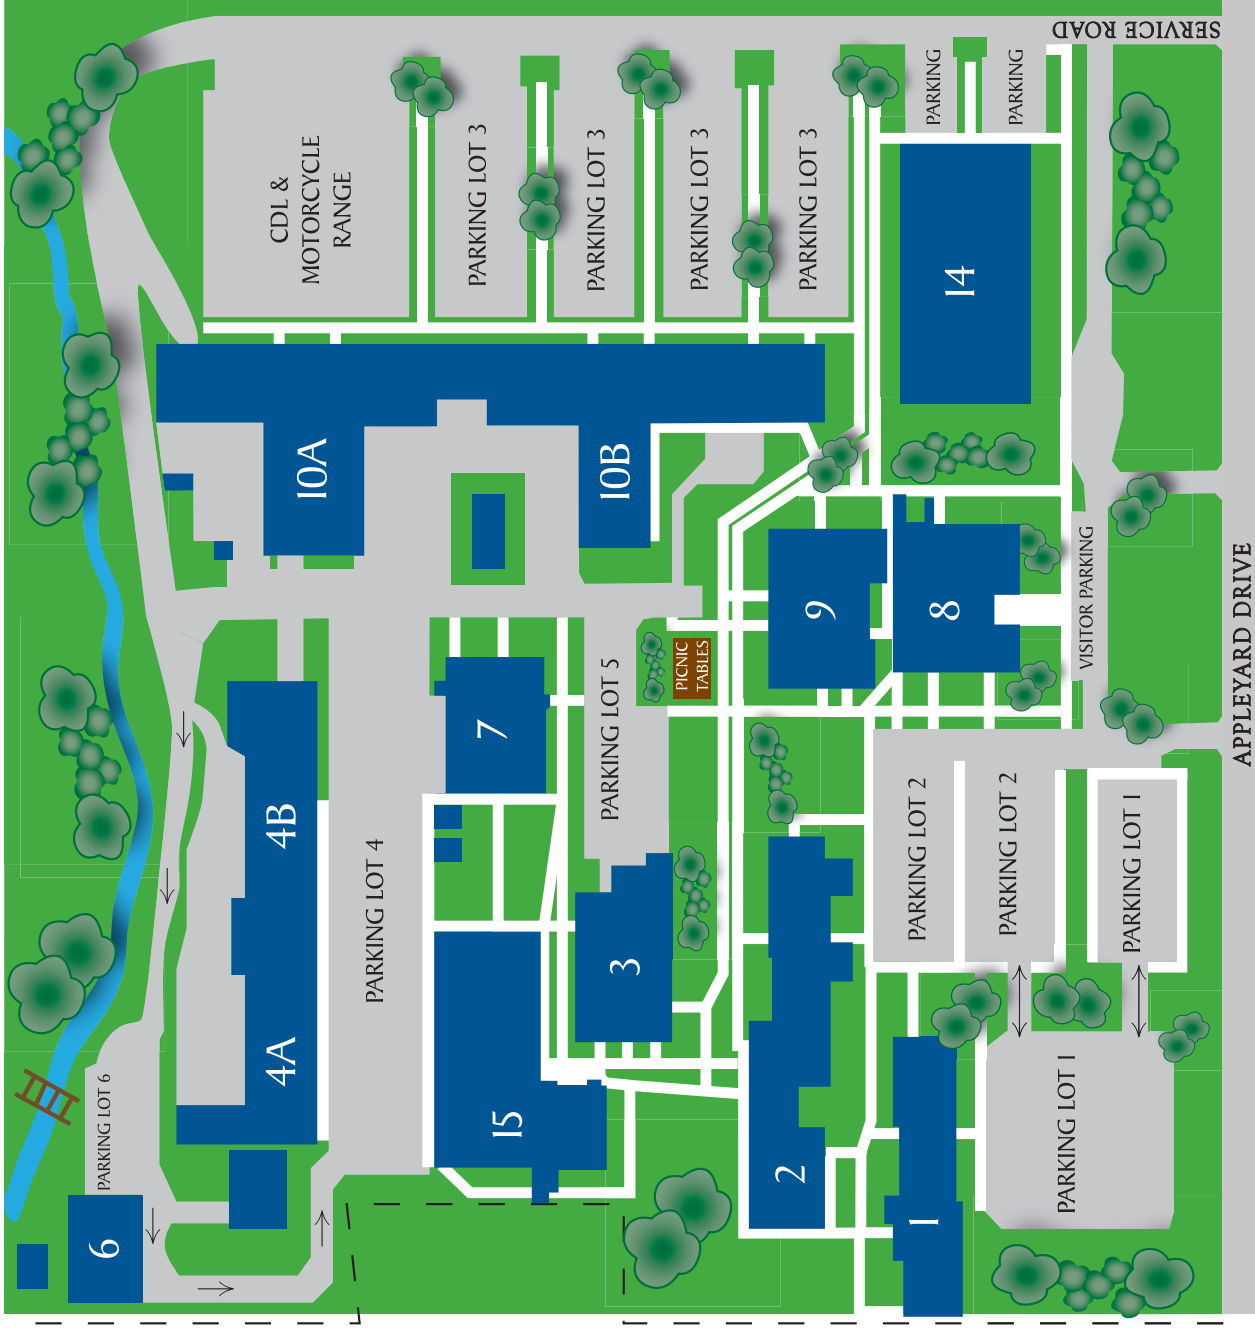 SERVICE ROAD
PARKING
PARKING
CDL &
MOTORCYCLE
RANGE
PARKING LOT 3
PARKING LOT 3
PARKING LOT 3
PARKING LOT 3
14
10A
10B
9
8
VISITOR PARKING
APPLEYARD DRIVE
PICNIC
TABLES
7
PARKING LOT 5
4B
PARKING LOT 4
PARKING LOT 2
PARKING LOT 2
PARKING LOT 1
3
4A
15
PARKING LOT 6
PARKING LOT 1
2
1
6